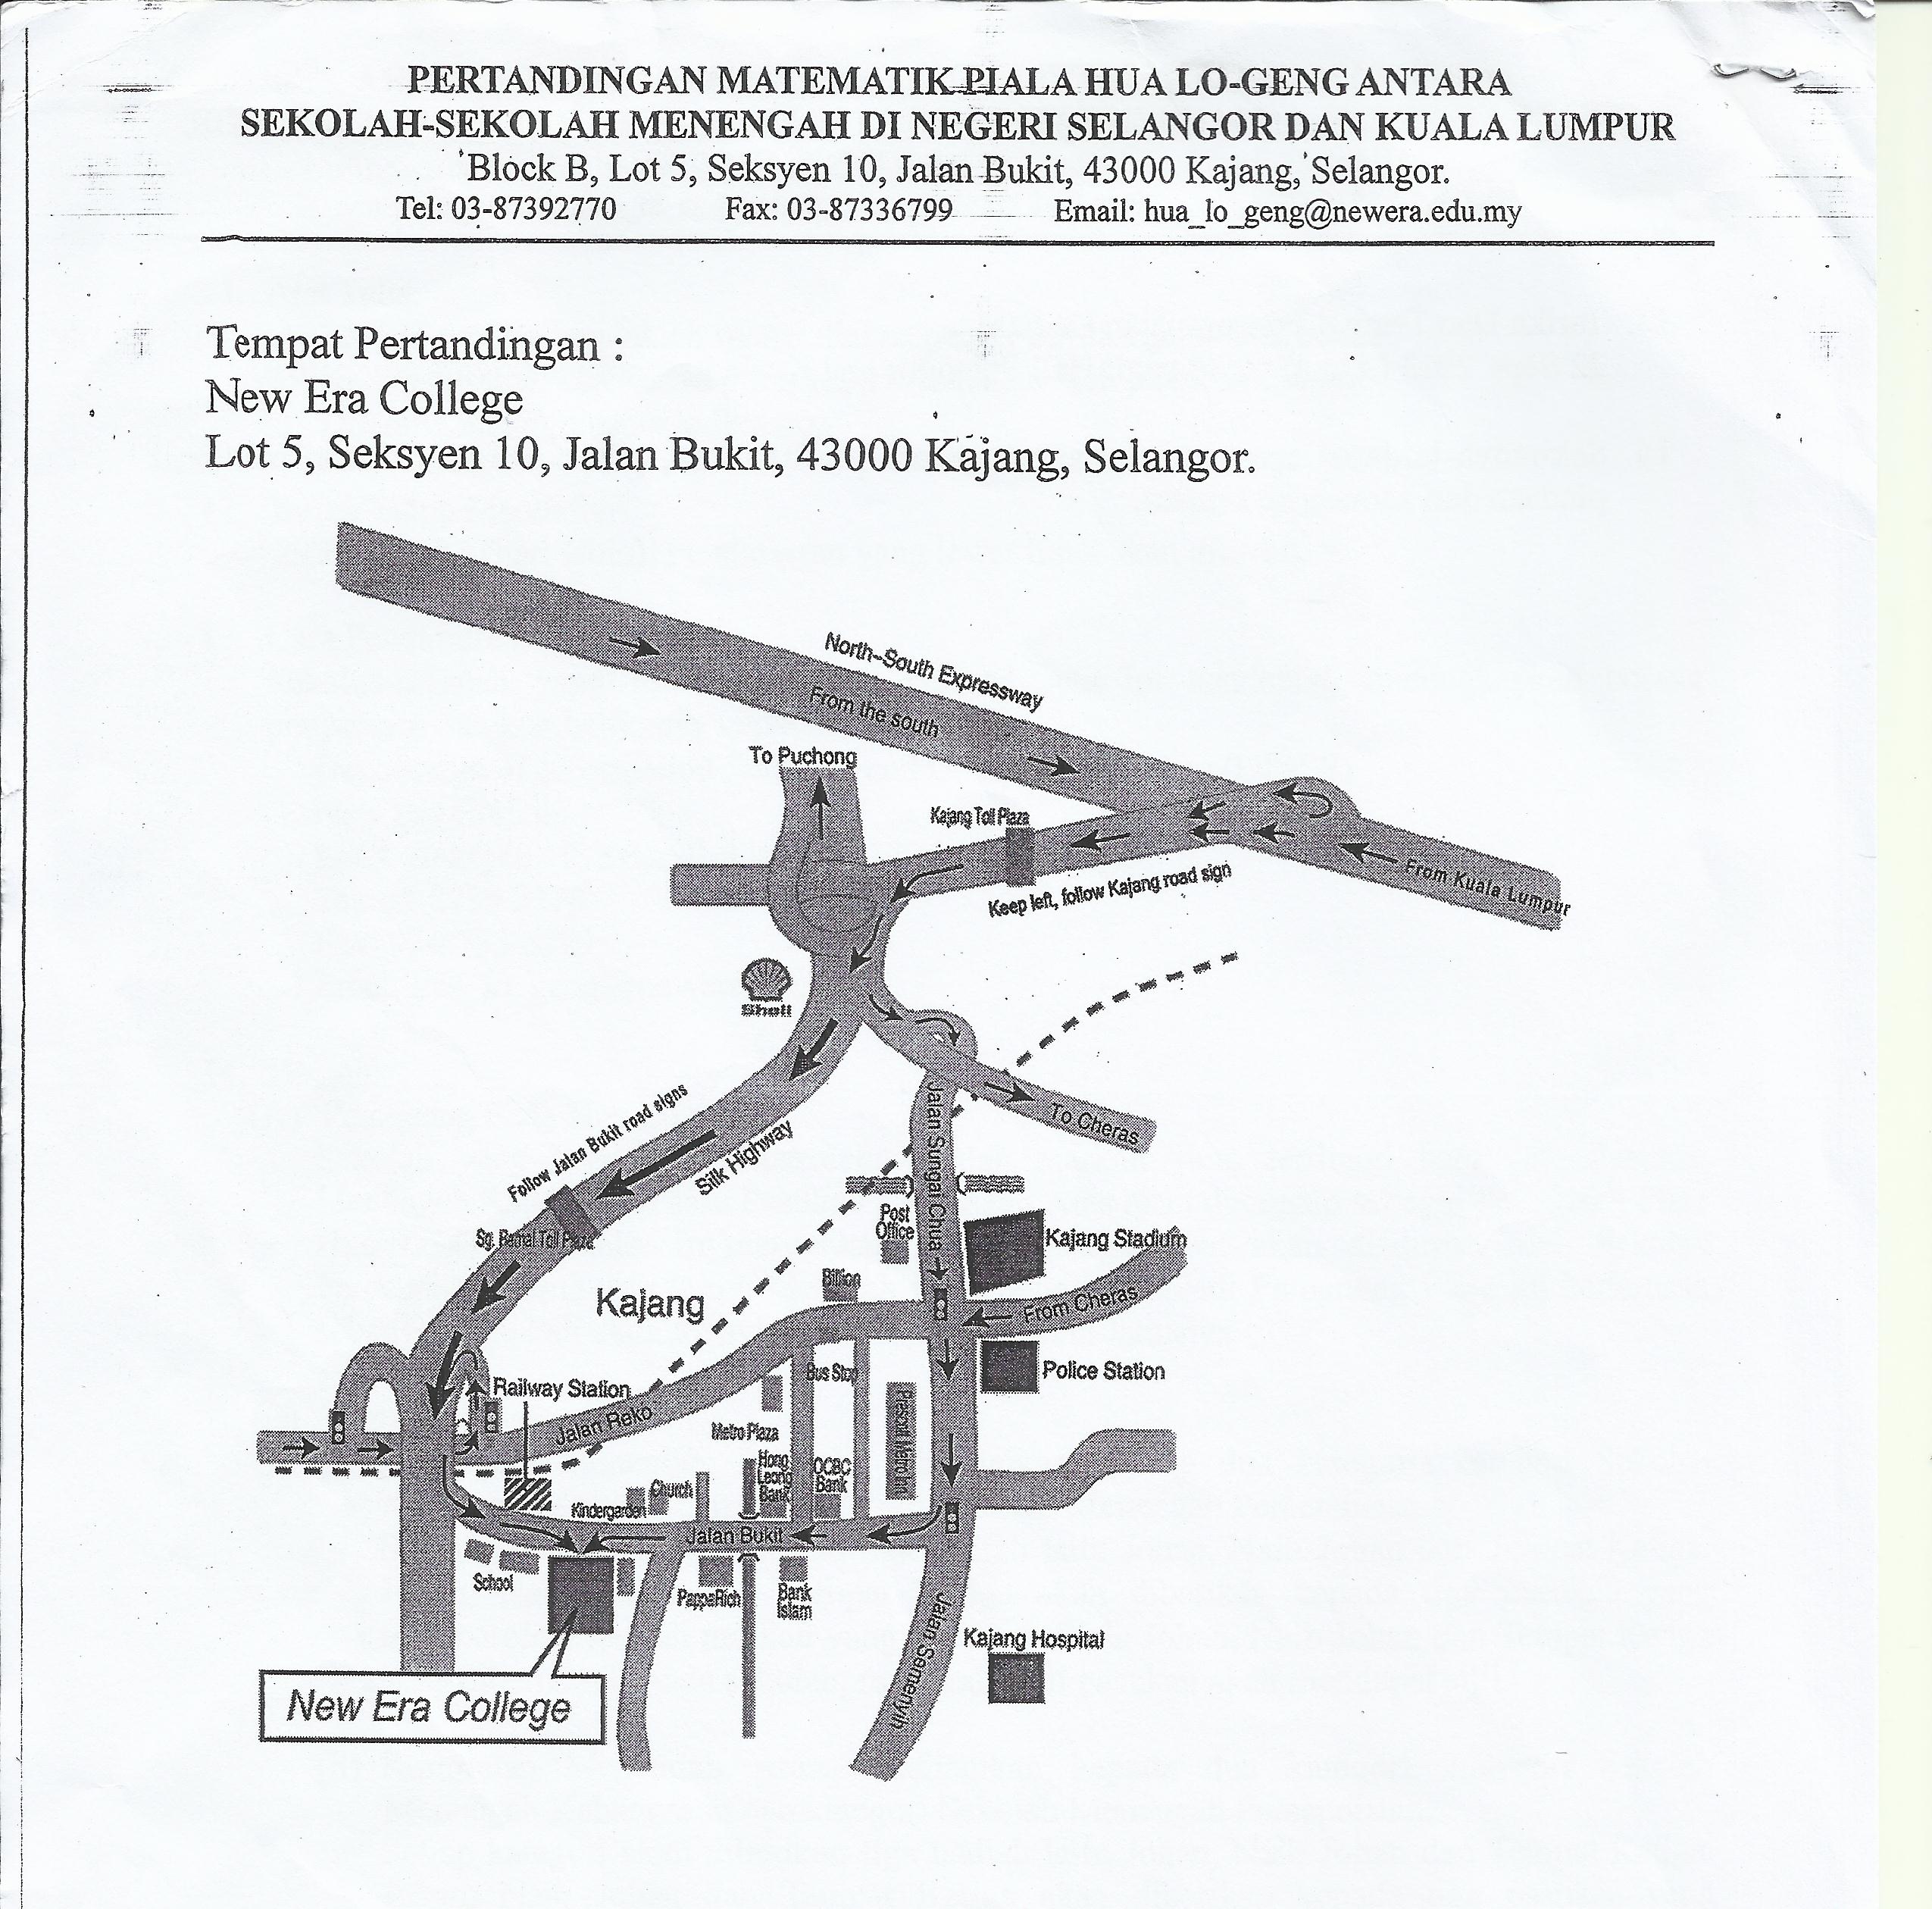 PERTANDINGAN MATEMATIK PIALA HUA LO-GENG ANTARA
SEKOLAH-SEKOLAH MENENGAH DI NEGERI SELANGOR DAN KUALA LUMPUR
Block B, Lot 5, Seksyen 10, Jalan Bukit, 43000 Kajang, Selangor.
Tel: 03-87392770 Fax: 03-87336799 Email: hua_lo_geng@newera.edu.my
Tempat Pertandingan :
New Era College
Lot 5, Seksyen 10, Jalan Bukit, 43000 Kajang, Selangor.
North-South Expressway
From the south
To Puchong
Kajang Toll Plaza
From Kuala Lumpur
Keep left, follow Kajang road sign
Shell
Follow Jalan Bukit road signs
Silk Highway
Jalan Sungai Chua
To Cheras
Post
Office
Sg. Toll Plaza
Kajang Stadium
Billion
Kajang
From Cheras
Bus Stop
Police Station
Railway Station
Jalan Reko
Metro Plaza
Prescott Metro Inn
Hong
Leong
Bank
OCBC
Bank
Church
Kindergarden
Jalan Bukit
School
PappaRich
Bank
Islam
Jalan Semenyih
Kajang Hospital
New Era College